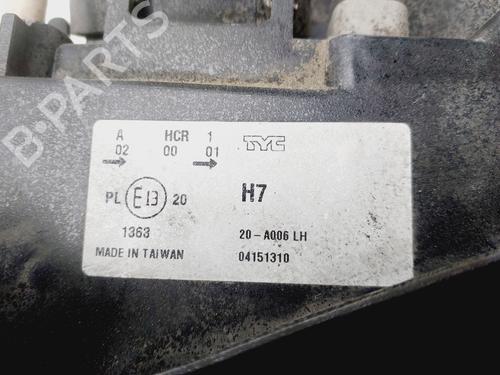 B-PARTS
A HCR 1 TYC
02 00 01
PL E13 20 H7
1363 20-A006 LH
MADE IN TAIWAN 04151310